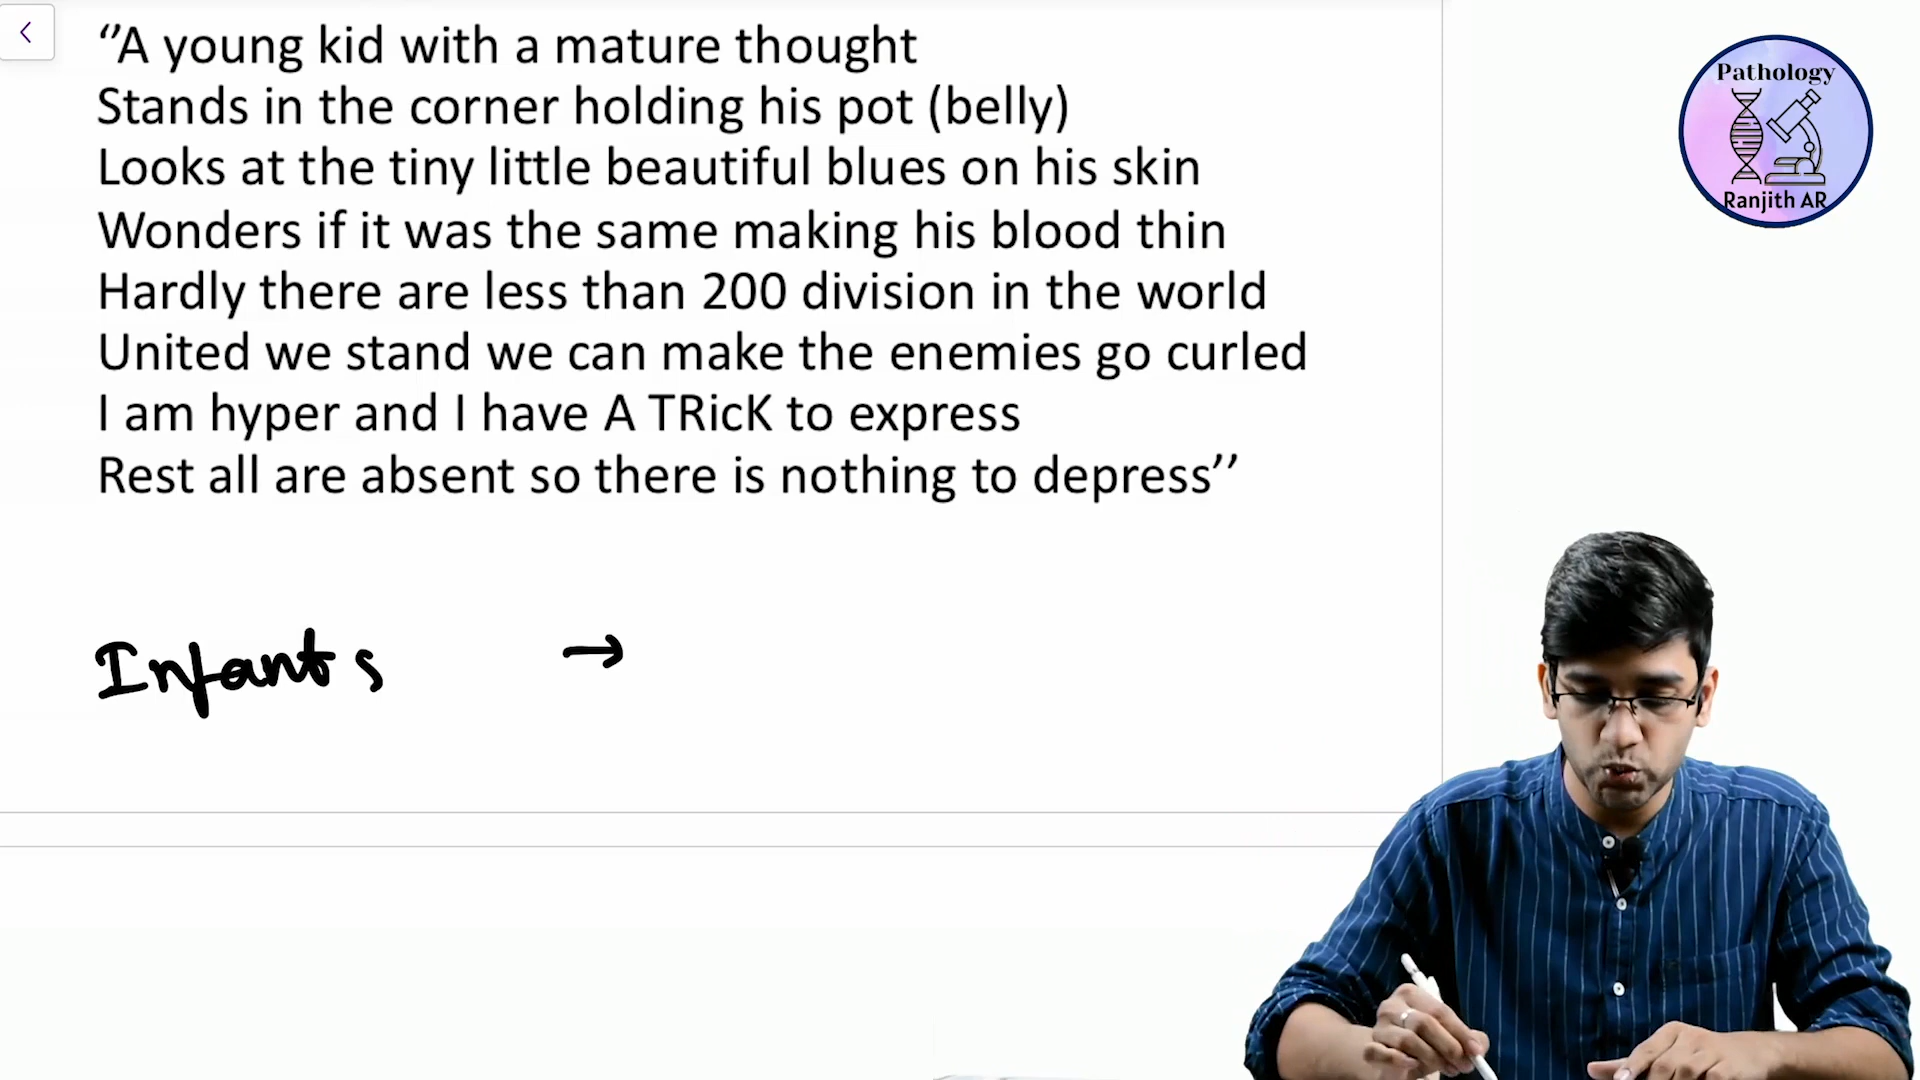 ‘’A young kid with a mature thought
Stands in the corner holding his pot (belly)
Looks at the tiny little beautiful blues on his skin
Wonders if it was the same making his blood thin
Hardly there are less than 200 division in the world
United we stand we can make the enemies go curled
I am hyper and I have A TRicK to express
Rest all are absent so there is nothing to depress’’
Infants →
Pathology
Ranjith AR